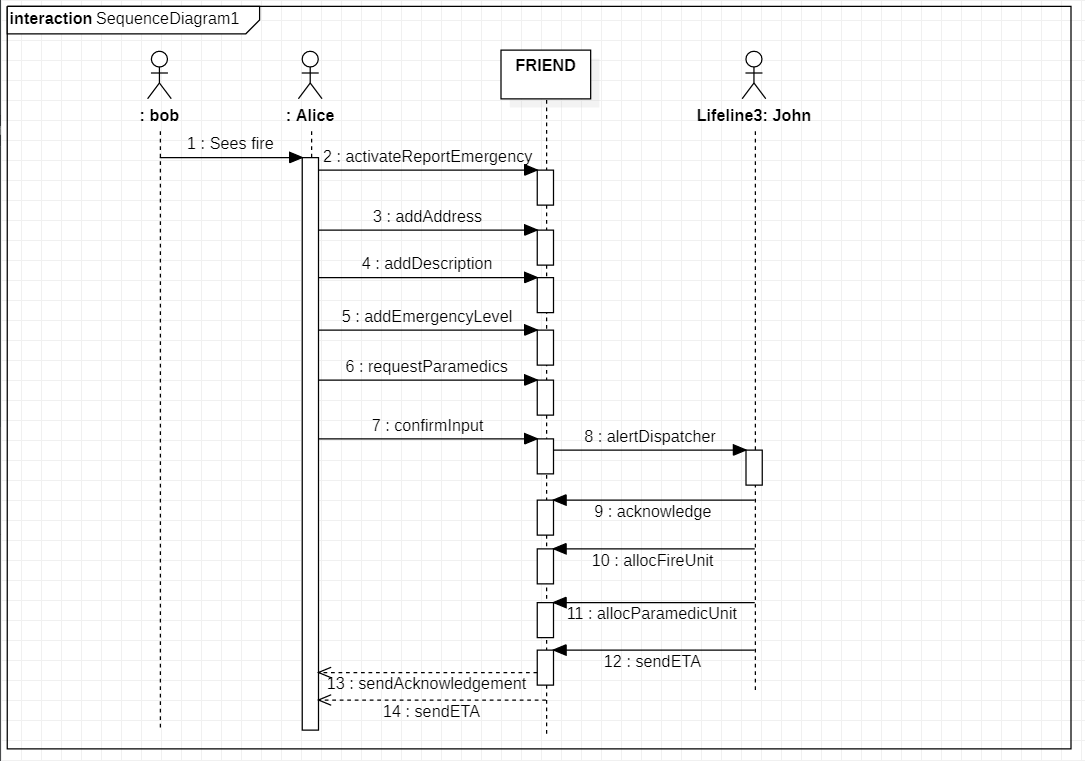 interaction SequenceDiagram1
FRIEND
: bob
: Alice
Lifeline3: John
1 : Sees fire
2 : activateReportEmergency
3 : addAddress
4 : addDescription
5 : addEmergencyLevel
6 : requestParamedics
7 : confirmInput
8 : alertDispatcher
9 : acknowledge
10 : allocFireUnit
11 : allocParamedicUnit
12 : sendETA
13 : sendAcknowledgement
14 : sendETA